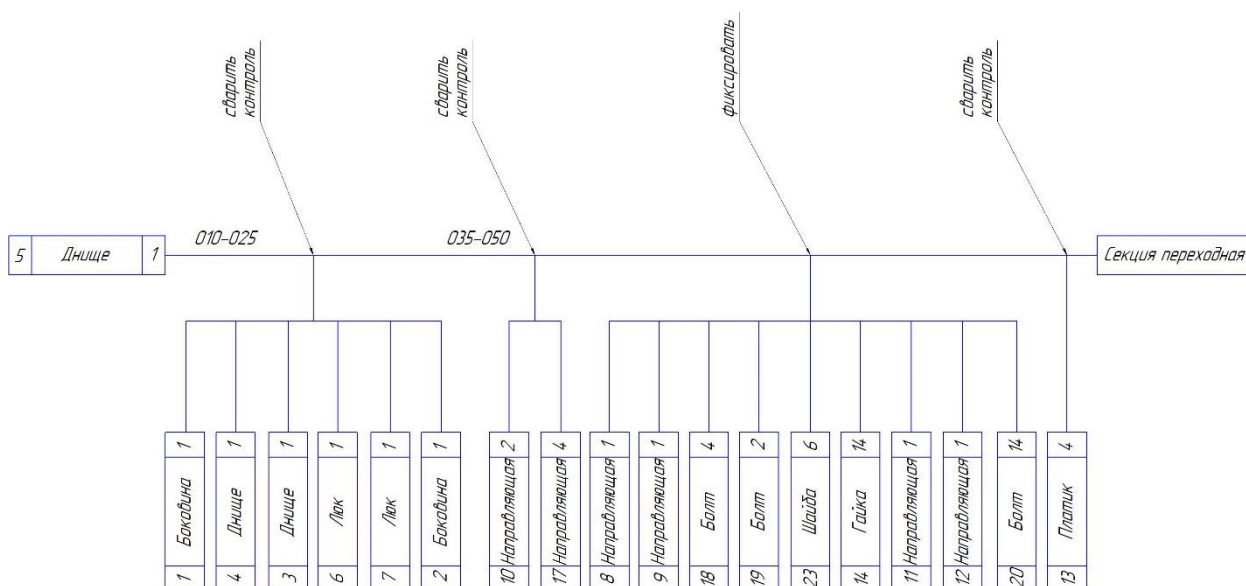 сварить
контроль
сварить
контроль
фиксировать
сварить
контроль
010-025
035-050
5 Днище 1
Секция переходная
1 Боковина 1
4 Днище 1
3 Днище 1
6 Люк 1
7 Люк 1
2 Боковина 1
10 Направляющая 2
17 Направляющая 4
8 Направляющая 1
9 Направляющая 1
18 Болт 4
19 Болт 2
23 Шайба 6
14 Гайка 14
11 Направляющая 1
12 Направляющая 1
20 Болт 14
13 Платик 4